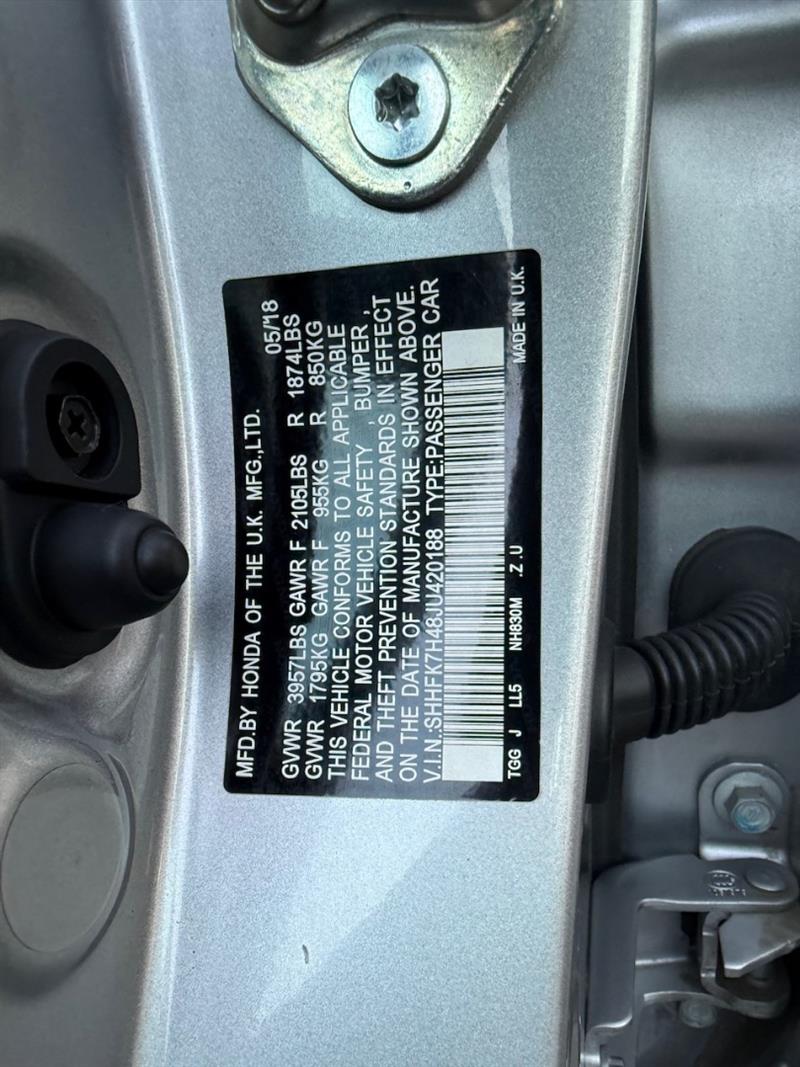 MFD.BY HONDA OF THE U.K. MFG.,LTD. 05/18
GVWR 3957LBS GAWR F 2105LBS R 1874LBS
GVWR 1795KG GAWR F 955KG R 850KG
THIS VEHICLE CONFORMS TO ALL APPLICABLE
FEDERAL MOTOR VEHICLE SAFETY , BUMPER ,
AND THEFT PREVENTION STANDARDS IN EFFECT
ON THE DATE OF MANUFACTURE SHOWN ABOVE.
V.I.N.:SHHFK7H48JU420188 TYPE:PASSENGER CAR
TGG J LL5 NH830M .Z.U MADE IN U.K.